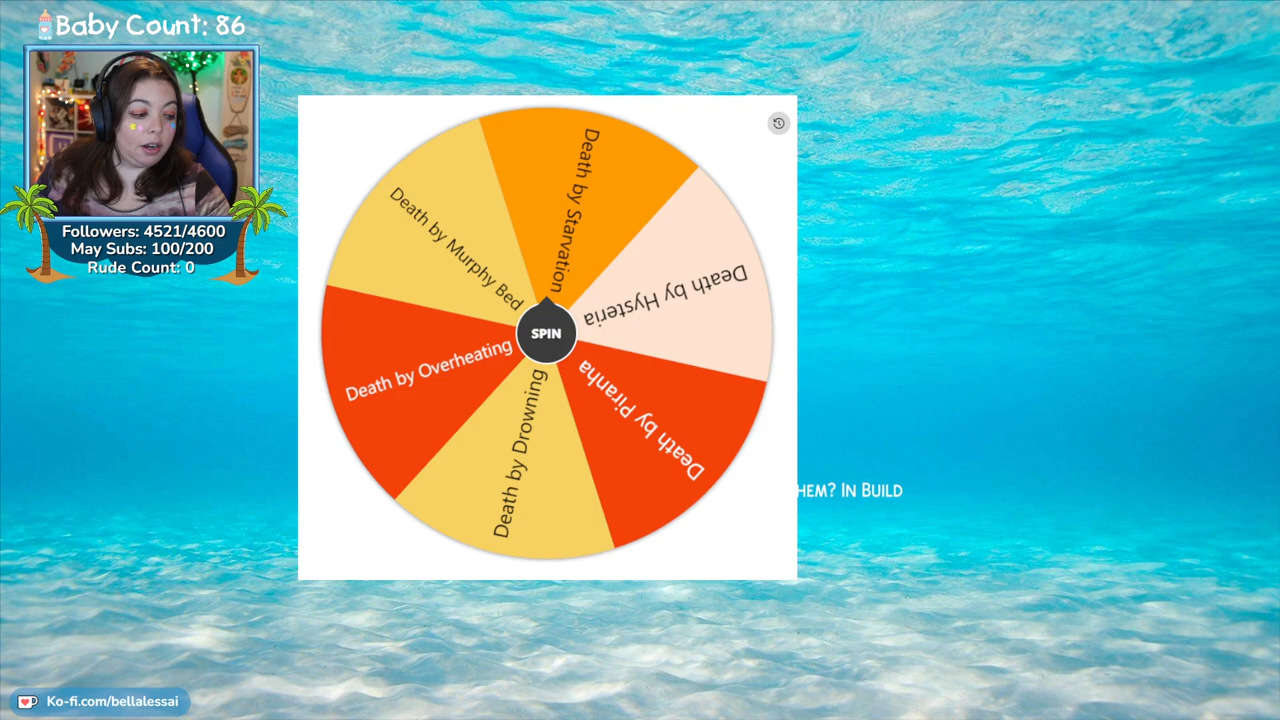 Baby Count: 86
Followers: 4521/4600
May Subs: 100/200
Rude Count: 0
Death by Starvation
Death by Hysteria
Death by Piranha
Death by Drowning
Death by Overheating
Death by Murphy Bed
SPIN
HEM? IN BUILD
Ko-fi.com/bellalessai